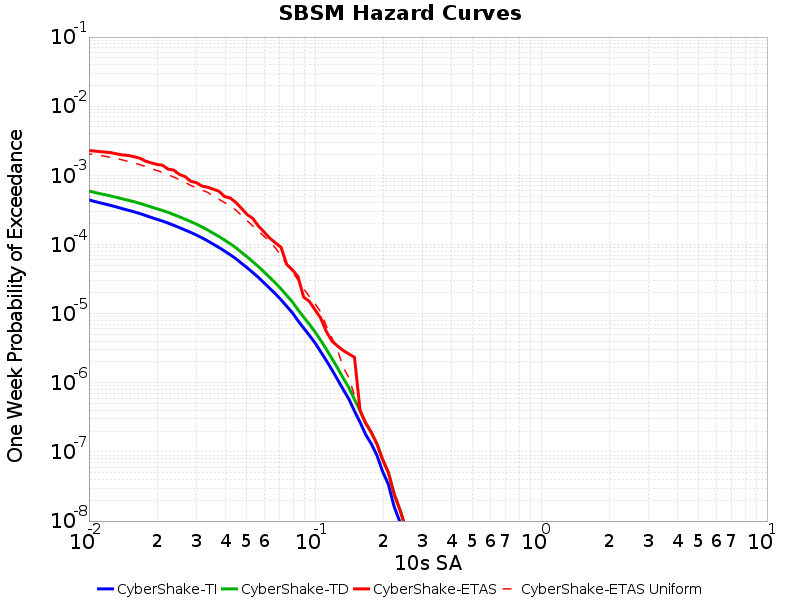 SBSM Hazard Curves
One Week Probability of Exceedance
10^-1
10^-2
10^-3
10^-4
10^-5
10^-6
10^-7
10^-8
10^-2 2 3 4 5 6 10^-1 2 3 4 5 6 7 10^0 2 3 4 5 6 7 10^1
10s SA
CyberShake-TI CyberShake-TD CyberShake-ETAS CyberShake-ETAS Uniform